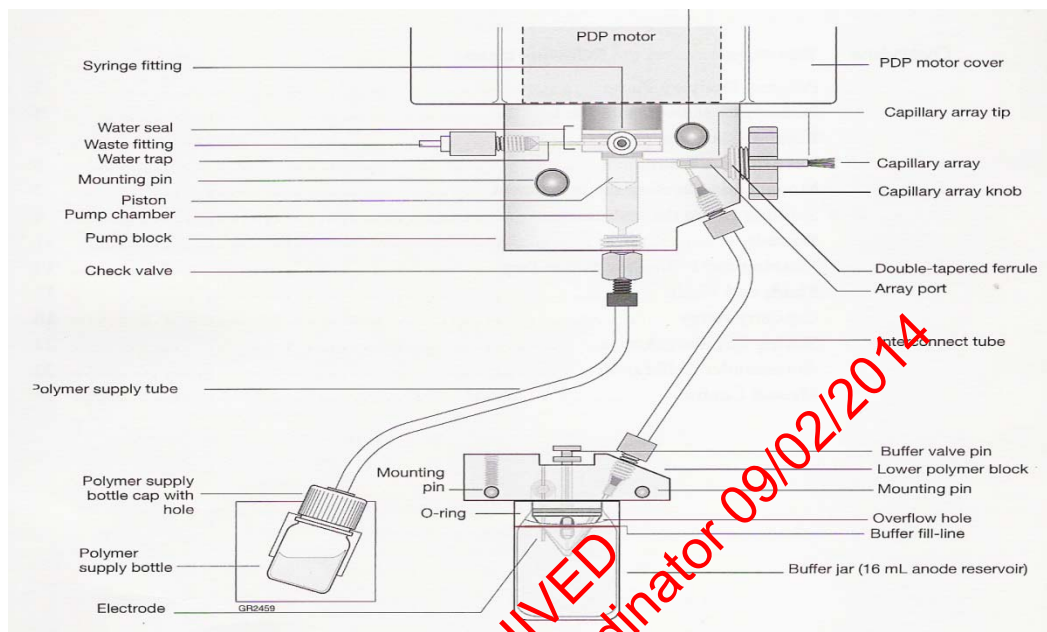 PDP motor
Syringe fitting
PDP motor cover
Water seal
Waste fitting
Water trap
Mounting pin
Piston
Pump chamber
Pump block
Check valve
Capillary array tip
Capillary array
Capillary array knob
Double-tapered ferrule
Array port
Interconnect tube
Polymer supply tube
Polymer supply
bottle cap with
hole
Mounting
pin
O-ring
Polymer
supply bottle
Electrode
GR2459
Buffer valve pin
Lower polymer block
Mounting pin
Overflow hole
Buffer fill-line
Buffer jar (16 mL anode reservoir)
09/02/2014